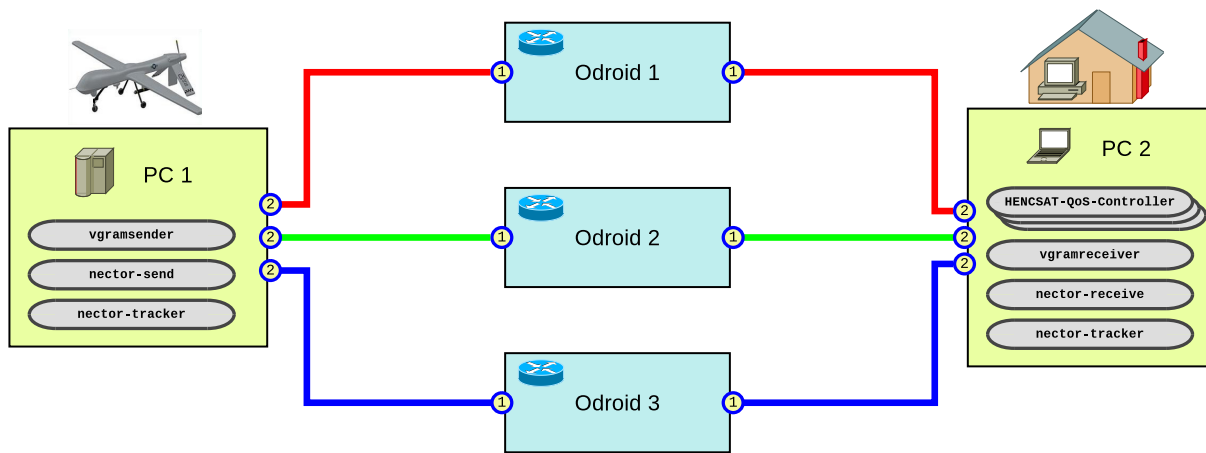 Odroid 1
1
1
PC 1
2
2
2
vgramsender
nector-send
nector-tracker
Odroid 2
1
1
Odroid 3
1
1
PC 2
2
2
2
HENCSAT-QoS-Controller
vgramreceiver
nector-receive
nector-tracker